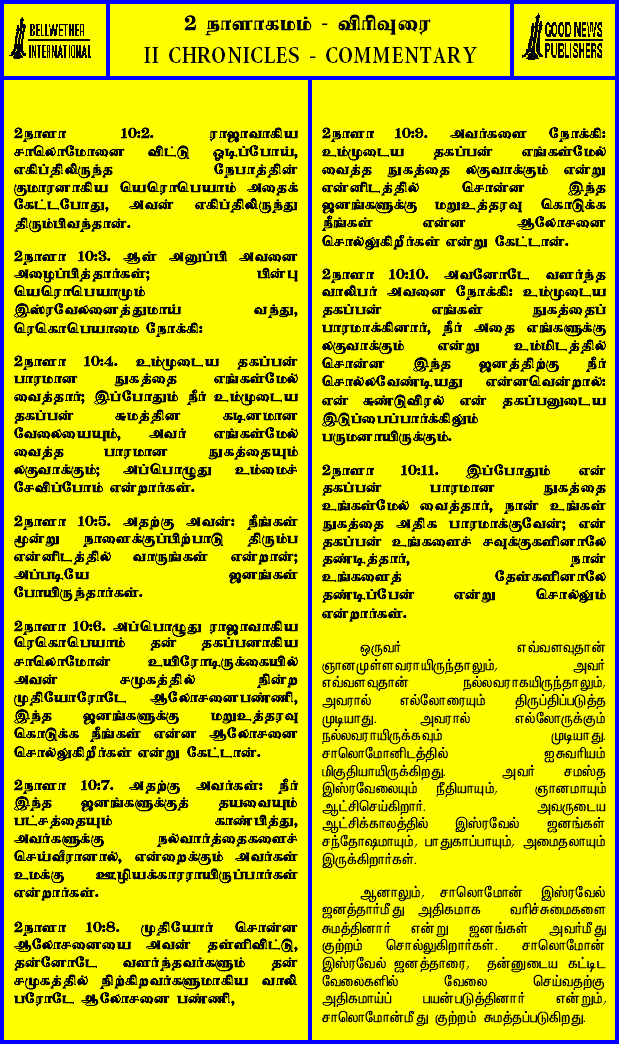 BELLWETHER
INTERNATIONAL
2 நாளாகமம் - விரிவுரை
II CHRONICLES - COMMENTARY
GOOD NEWS
PUBLISHERS
2நாளா 10:2. ராஜாவாகிய
சாலொமோனை விட்டு ஓடிப்போய்,
எகிப்திலிருந்த நேபாத்தின்
குமாரனாகிய யெரொபெயாம் அதைக்
கேட்டபோது, அவன் எகிப்திலிருந்து
திரும்பிவந்தான்.
2நாளா 10:3. ஆள் அனுப்பி அவனை
அழைப்பித்தார்கள்; பின்பு
யெரொபெயாமும்
இஸ்ரவேலனைத்துமாய் வந்து,
ரெகொபெயாமை நோக்கி:
2நாளா 10:4. உம்முடைய தகப்பன்
பாரமான நுகத்தை எங்கள்மேல்
வைத்தார்; இப்போதும் நீர் உம்முடைய
தகப்பன் சுமத்தின கடினமான
வேலையையும், அவர் எங்கள்மேல்
வைத்த பாரமான நுகத்தையும்
லகுவாக்கும்; அப்பொழுது உம்மைச்
சேவிப்போம் என்றார்கள்.
2நாளா 10:5. அதற்கு அவன்: நீங்கள்
மூன்று நாளைக்குப்பிற்பாடு திரும்ப
என்னிடத்தில் வாருங்கள் என்றான்;
அப்படியே ஜனங்கள்
போயிருந்தார்கள்.
2நாளா 10:6. அப்பொழுது ராஜாவாகிய
ரெகொபெயாம் தன் தகப்பனாகிய
சாலொமோன் உயிரோடிருக்கையில்
அவன் சமுகத்தில் நின்ற
முதியோரோடே ஆலோசனைபண்ணி,
இந்த ஜனங்களுக்கு மறுஉத்தரவு
கொடுக்க நீங்கள் என்ன ஆலோசனை
சொல்லுகிறீர்கள் என்று கேட்டான்.
2நாளா 10:7. அதற்கு அவர்கள்: நீர்
இந்த ஜனங்களுக்குத் தயவையும்
பட்சத்தையும் காண்பித்து,
அவர்களுக்கு நல்வார்த்தைகளைச்
செய்வீரானால், என்றைக்கும் அவர்கள்
உமக்கு ஊழியக்காரராயிருப்பார்கள்
என்றார்கள்.
2நாளா 10:8. முதியோர் சொன்ன
ஆலோசனையை அவன் தள்ளிவிட்டு,
தன்னோடே வளர்ந்தவர்களும் தன்
சமுகத்தில் நிற்கிறவர்களுமாகிய வாலி
பரோடே ஆலோசனை பண்ணி,
2நாளா 10:9. அவர்களை நோக்கி:
உம்முடைய தகப்பன் எங்கள்மேல்
வைத்த நுகத்தை லகுவாக்கும் என்று
என்னிடத்தில் சொன்ன இந்த
ஜனங்களுக்கு மறுஉத்தரவு கொடுக்க
நீங்கள் என்ன ஆலோசனை
சொல்லுகிறீர்கள் என்று கேட்டான்.
2நாளா 10:10. அவனோடே வளர்ந்த
வாலிபர் அவனை நோக்கி: உம்முடைய
தகப்பன் எங்கள் நுகத்தைப்
பாரமாக்கினார், நீர் அதை எங்களுக்கு
லகுவாக்கும் என்று உம்மிடத்தில்
சொன்ன இந்த ஜனத்திற்கு நீர்
சொல்லவேண்டியது என்னவென்றால்:
என் சுண்டுவிரல் என் தகப்பனுடைய
இடுப்பைப்பார்க்கிலும்
பருமனாயிருக்கும்.
2நாளா 10:11. இப்போதும் என்
தகப்பன் பாரமான நுகத்தை
உங்கள்மேல் வைத்தார், நான் உங்கள்
நுகத்தை அதிக பாரமாக்குவேன்; என்
தகப்பன் உங்களைச் சவுக்குகளினாலே
தண்டித்தார், நான்
உங்களைத் தேள்களினாலே
தண்டிப்பேன் என்று சொல்லும்
என்றார்கள்.
ஒருவர் எவ்வளவுதான்
ஞானமுள்ளவராயிருந்தாலும், அவர்
எவ்வளவுதான் நல்லவராகயிருந்தாலும்,
அவரால் எல்லோரையும் திருப்திப்படுத்த
முடியாது. அவரால் எல்லோருக்கும்
நல்லவராயிருக்கவும் முடியாது.
சாலொமோனிடத்தில் ஐசுவரியம்
மிகுதியாயிருக்கிறது. அவர் சமஸ்த
இஸ்ரவேலையும் நீதியாயும், ஞானமாயும்
ஆட்சிசெய்கிறார். அவருடைய
ஆட்சிக்காலத்தில் இஸ்ரவேல் ஜனங்கள்
சந்தோஷமாயும், பாதுகாப்பாயும், அமைதலாயும்
இருக்கிறார்கள்.
ஆனாலும், சாலொமோன் இஸ்ரவேல்
ஜனத்தார்மீது அதிகமாக வரிச்சுமைகளை
சுமத்தினார் என்று ஜனங்கள் அவர்மீது
குற்றம் சொல்லுகிறார்கள். சாலொமோன்
இஸ்ரவேல் ஜனத்தாரை, தன்னுடைய கட்டிட
வேலைகளில் வேலை செய்வதற்கு
அதிகமாய்ப் பயன்படுத்தினார் என்றும்,
சாலொமோன்மீது குற்றம் சுமத்தப்படுகிறது.